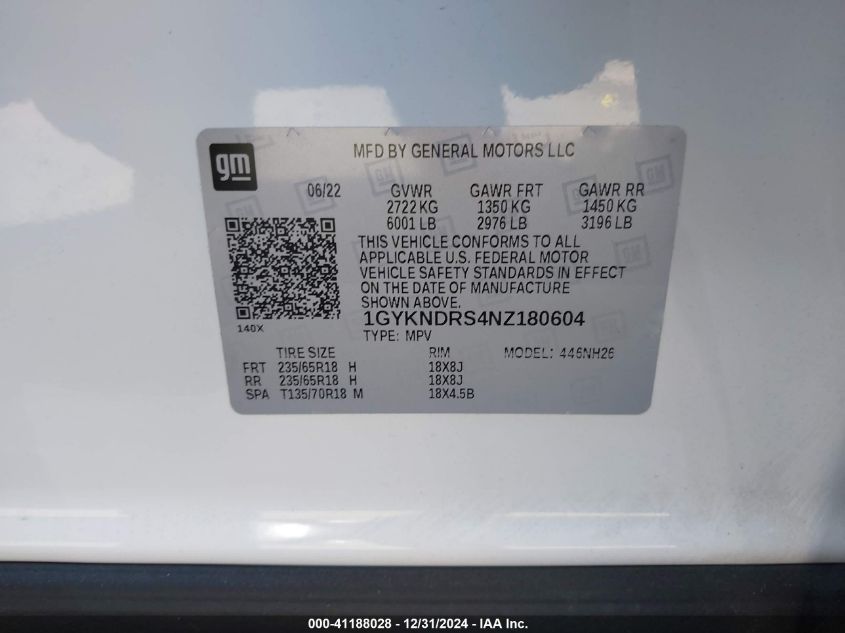 gm
MFD BY GENERAL MOTORS LLC
06/22 GVWR GAWR FRT GAWR RR
2722 KG 1350 KG 1450 KG
6001 LB 2976 LB 3196 LB
THIS VEHICLE CONFORMS TO ALL
APPLICABLE U.S. FEDERAL MOTOR
VEHICLE SAFETY STANDARDS IN EFFECT
ON THE DATE OF MANUFACTURE
SHOWN ABOVE.
1GYKNDRS4NZ180604
140X
TYPE: MPV
TIRE SIZE RIM MODEL: 446NH26
FRT 235/65R18 H 18X8J
RR 235/65R18 H 18X8J
SPA T135/70R18 M 18X4.5B
000-41188028 - 12/31/2024 - IAA Inc.